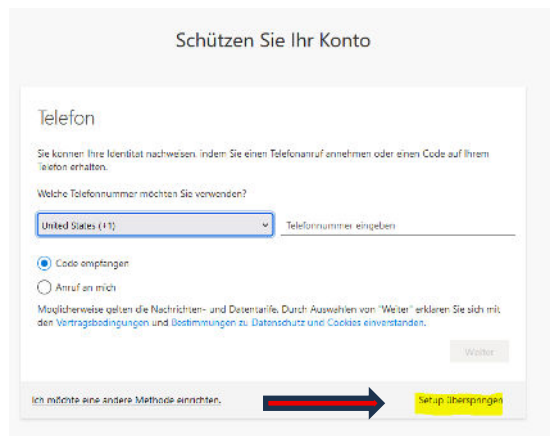 Schützen Sie Ihr Konto
Telefon
Sie können Ihre Identität nachweisen, indem Sie einen Telefonanruf annehmen oder einen Code auf Ihrem
Telefon erhalten.
Welche Telefonnummer möchten Sie verwenden?
United States (+1) Telefonnummer eingeben
Code empfangen
Anruf an mich
Möglicherweise gelten die Nachrichten- und Datentarife. Durch Auswählen von "Weiter" erklären Sie sich mit
den Vertragsbedingungen und Bestimmungen zu Datenschutz und Cookies einverstanden.
Weiter
Ich möchte eine andere Methode einrichten. Setup überspringen